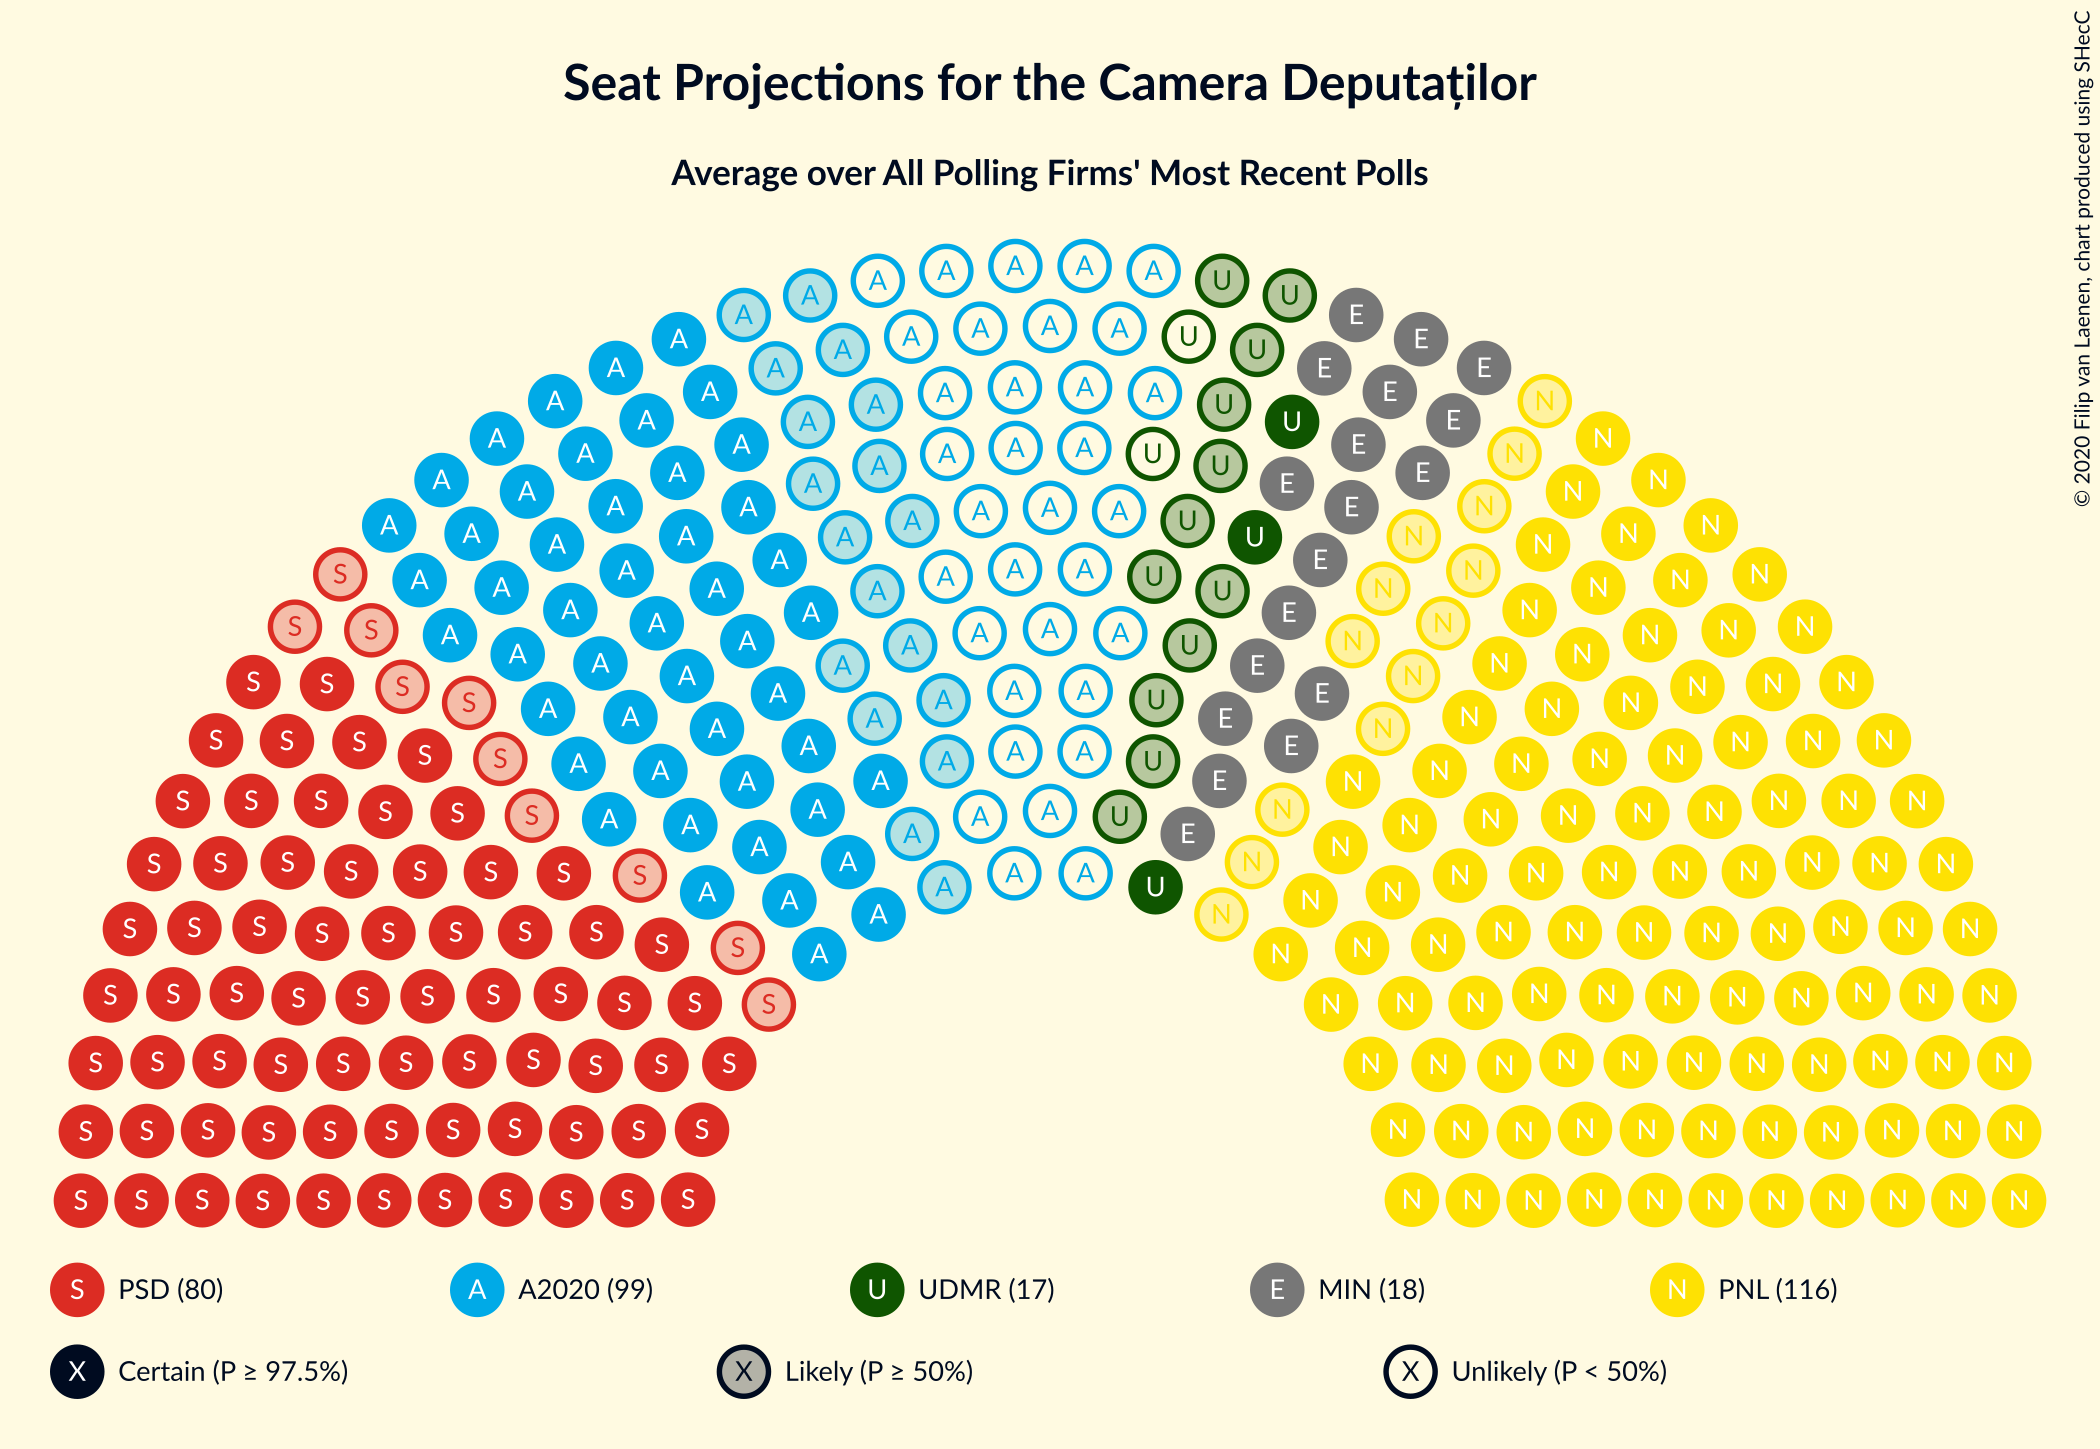 Seat Projections for the Camera Deputaților
Average over All Polling Firms' Most Recent Polls
© 2020 Filip van Laenen, chart produced using SHecC
S PSD (80) A A2020 (99) U UDMR (17) E MIN (18) N PNL (116)
X Certain (P ≥ 97.5%) X Likely (P ≥ 50%) X Unlikely (P < 50%)